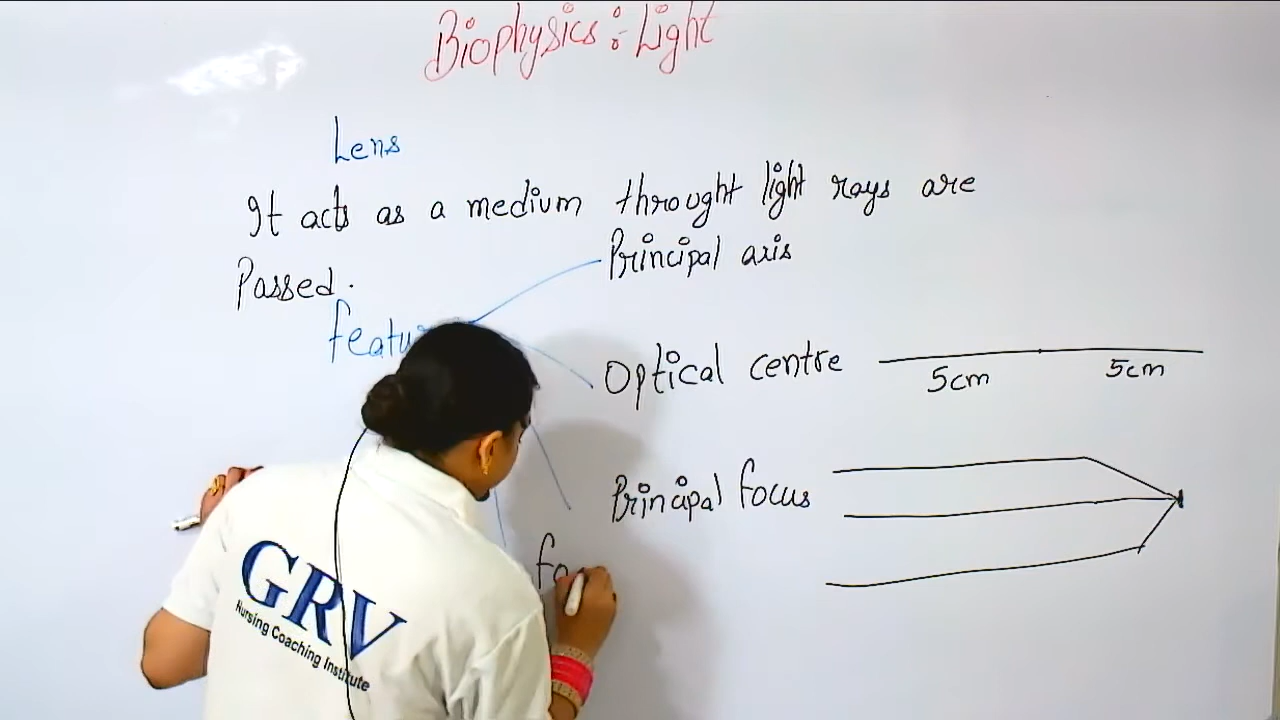 Biophysics : Light
Lens
It acts as a medium throught light rays are
Passed.
Principal axis
featu
Optical centre
5cm 5cm
Principal focus
fo
GRV
Nursing Coaching Institute